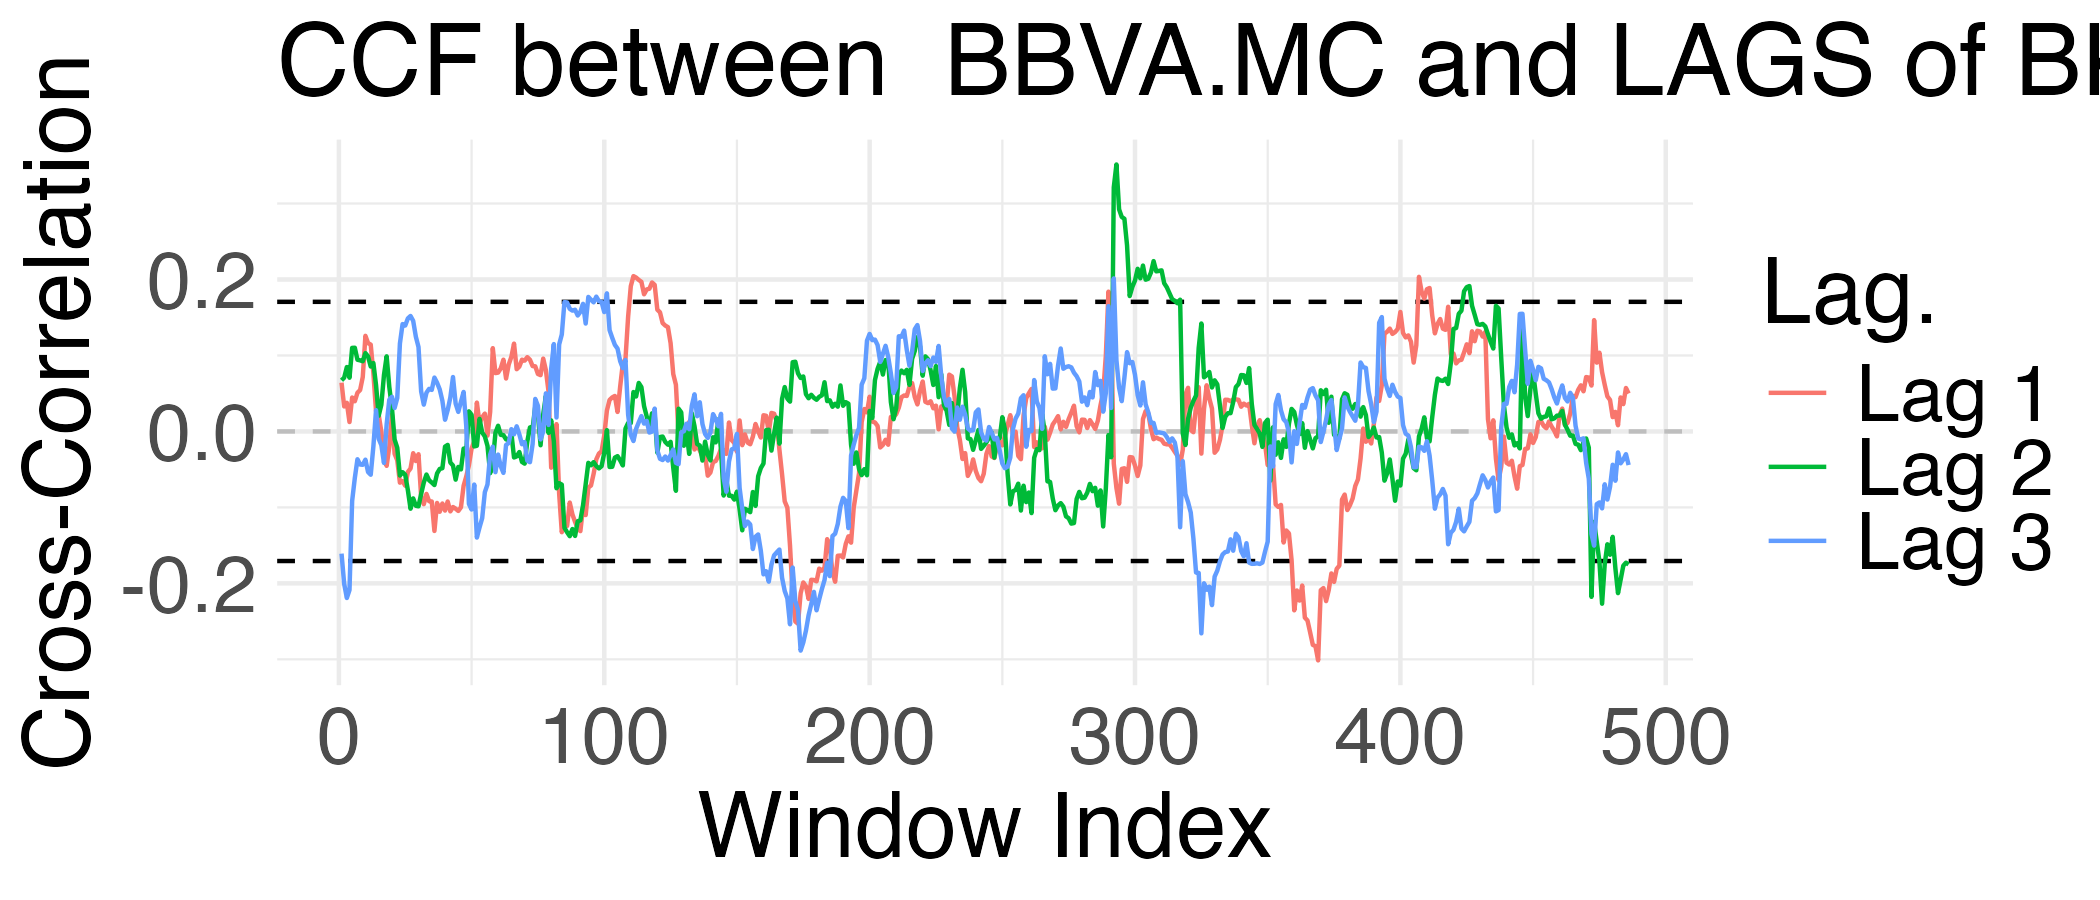 CCF between  BBVA.MC and LAGS of
Cross-Correlation
0.2
0.0
-0.2
0 100 200 300 400 500
Window Index
Lag.
Lag 1
Lag 2
Lag 3